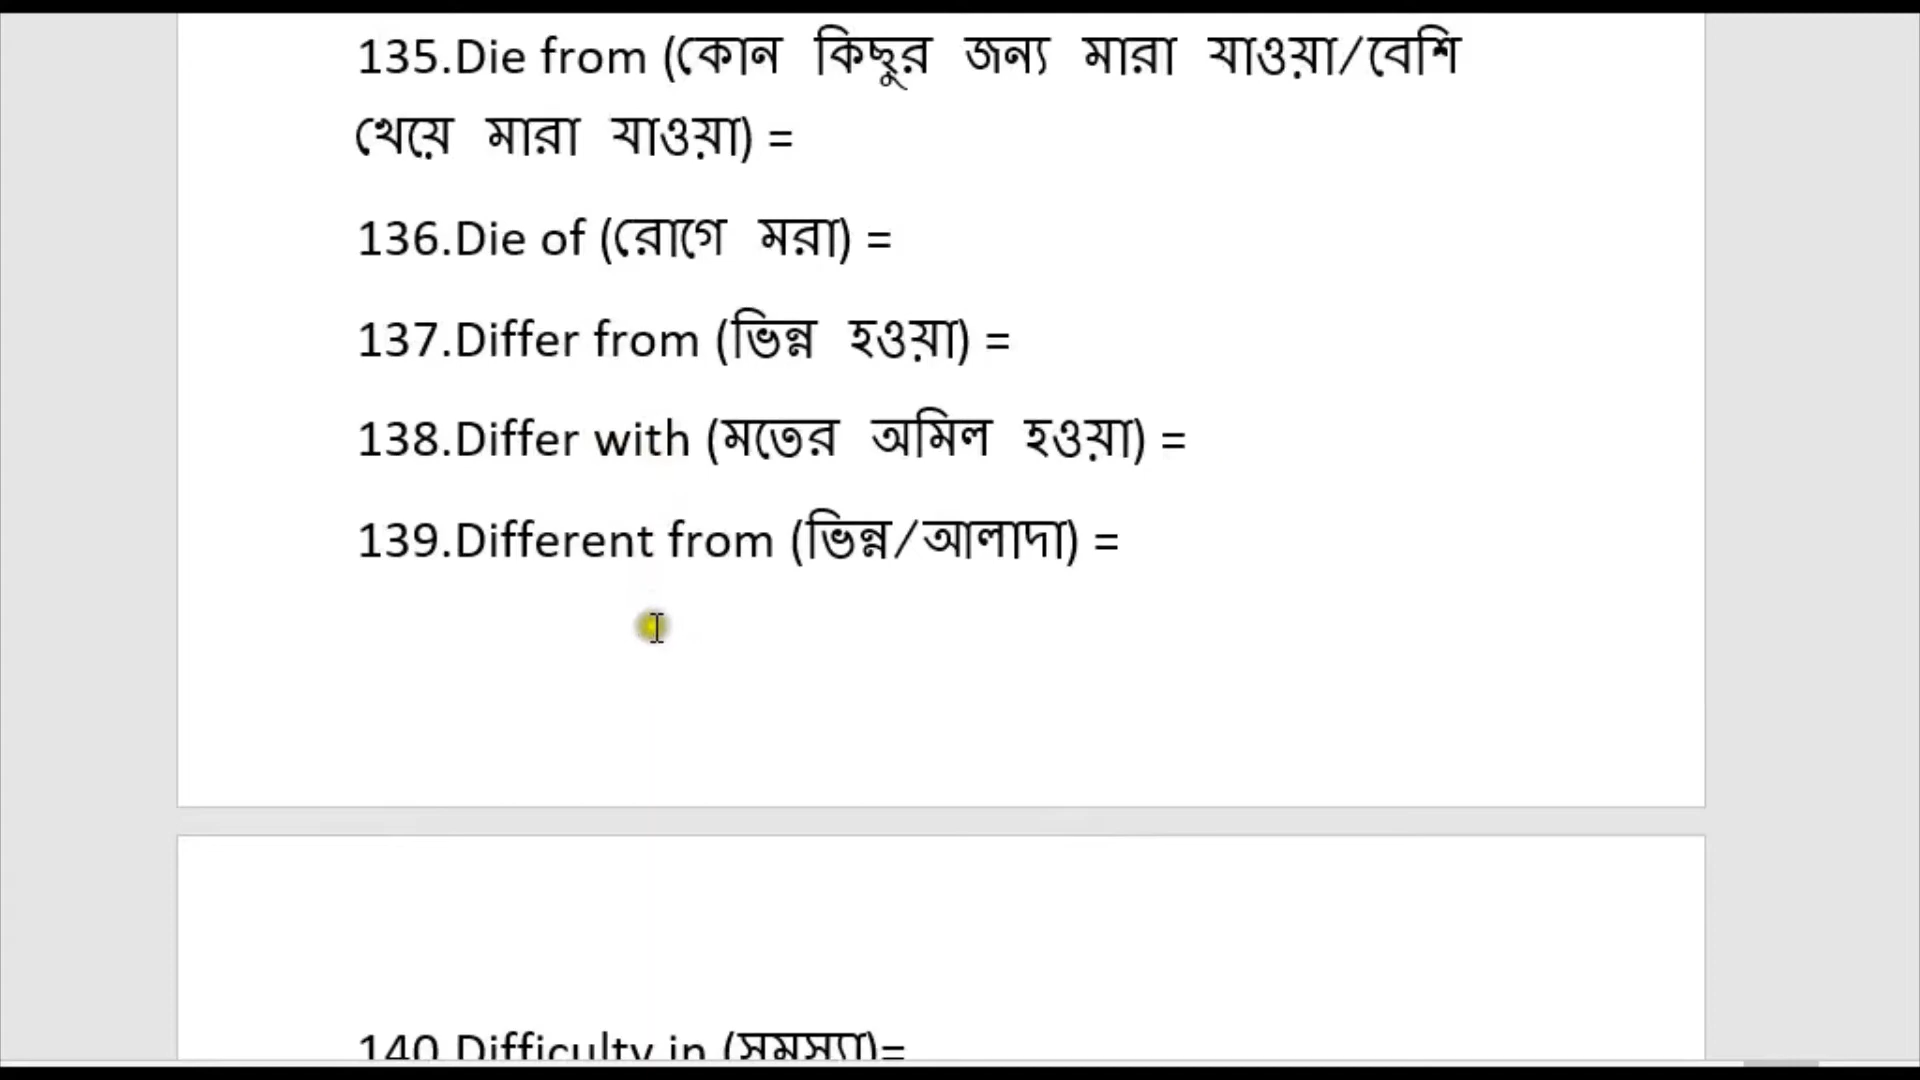 135.Die from (কোন কিছুর জন্য মারা যাওয়া/বেশি
খেয়ে মারা যাওয়া) =
136.Die of (রোগে মরা) =
137.Differ from (ভিন্ন হওয়া) =
138.Differ with (মতের অমিল হওয়া) =
139.Different from (ভিন্ন/আলাদা) =
140.Difficulty in (সমস্যা)=